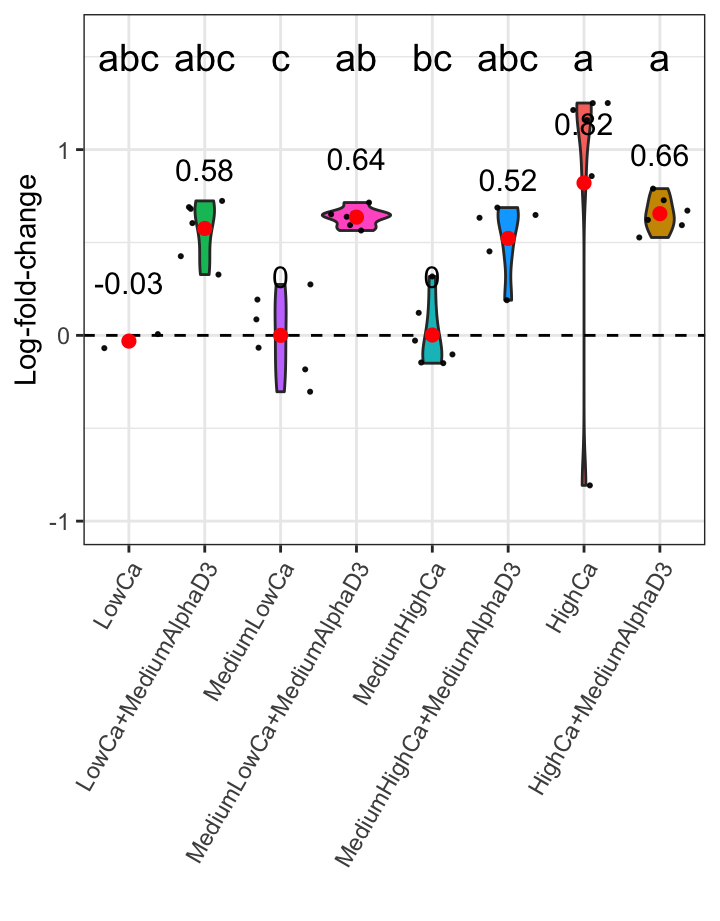 abc abc c ab bc abc a a
1
0.82
0.66
0.64
0.58
0.52
-0.03
0
0
0
-1
Log-fold-change
LowCa
LowCa+MediumAlphaD3
MediumLowCa
MediumLowCa+MediumAlphaD3
MediumHighCa
MediumHighCa+MediumAlphaD3
HighCa
HighCa+MediumAlphaD3